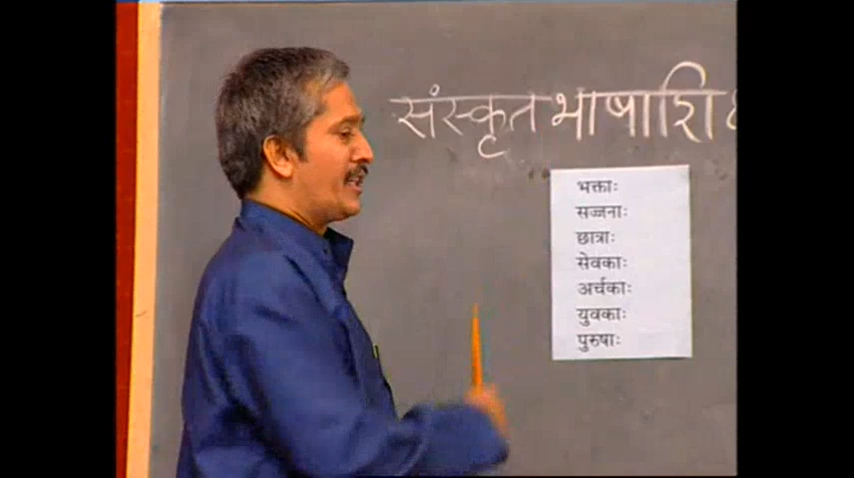 संस्कृतभाषाशि
भक्ताः
सज्जनाः
छात्राः
सेवकाः
अर्चकाः
युवकाः
पुरुषाः